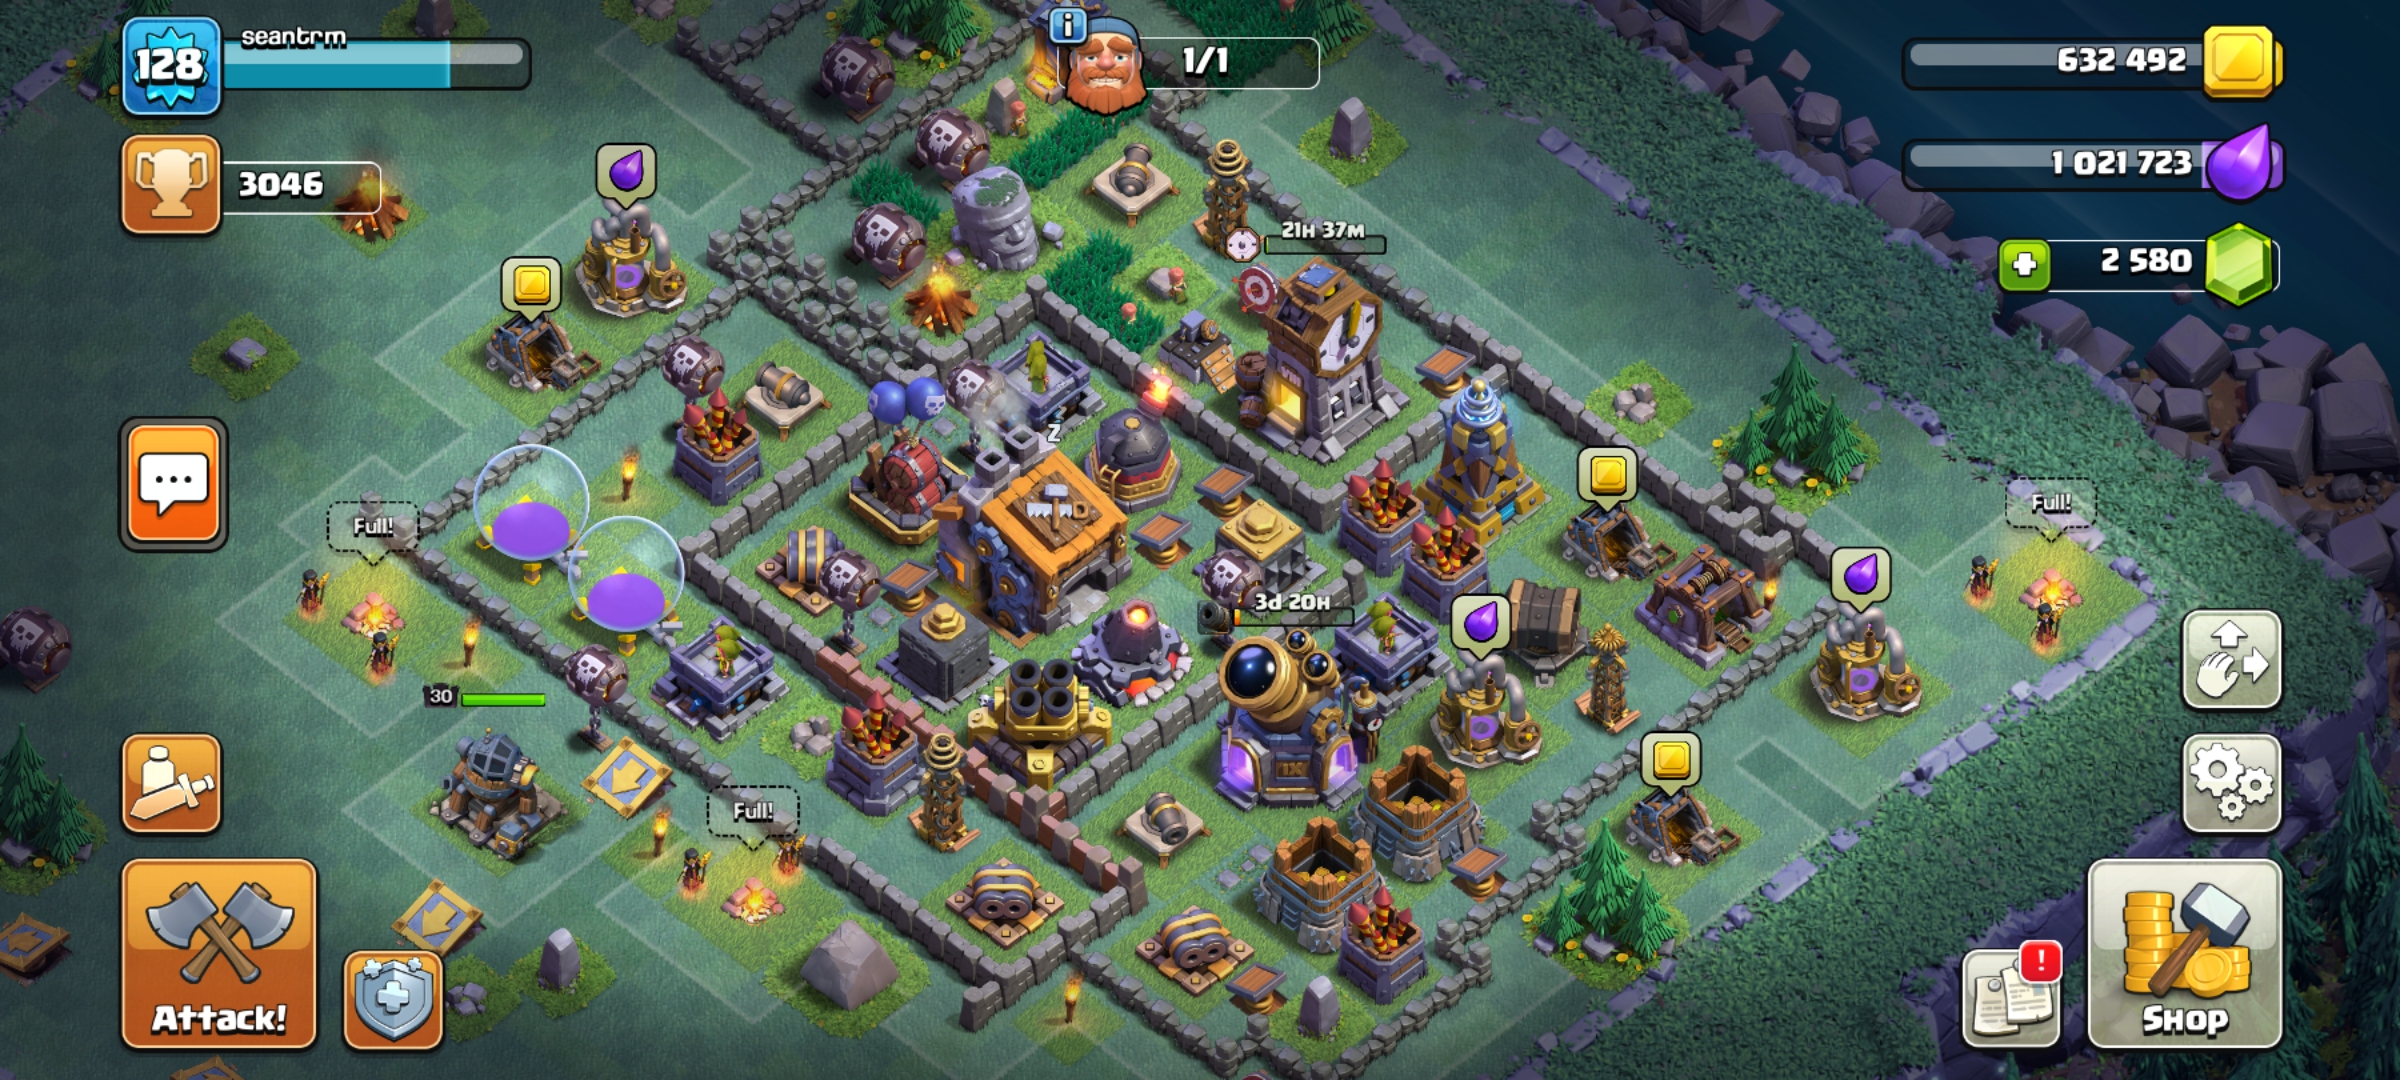 128
seantrm
1/1
632 492
3046
1 021 723
21H 37M
2 580
Z
Full!
Full!
3D 20H
30
IX
Full!
Attack!
!
Shop